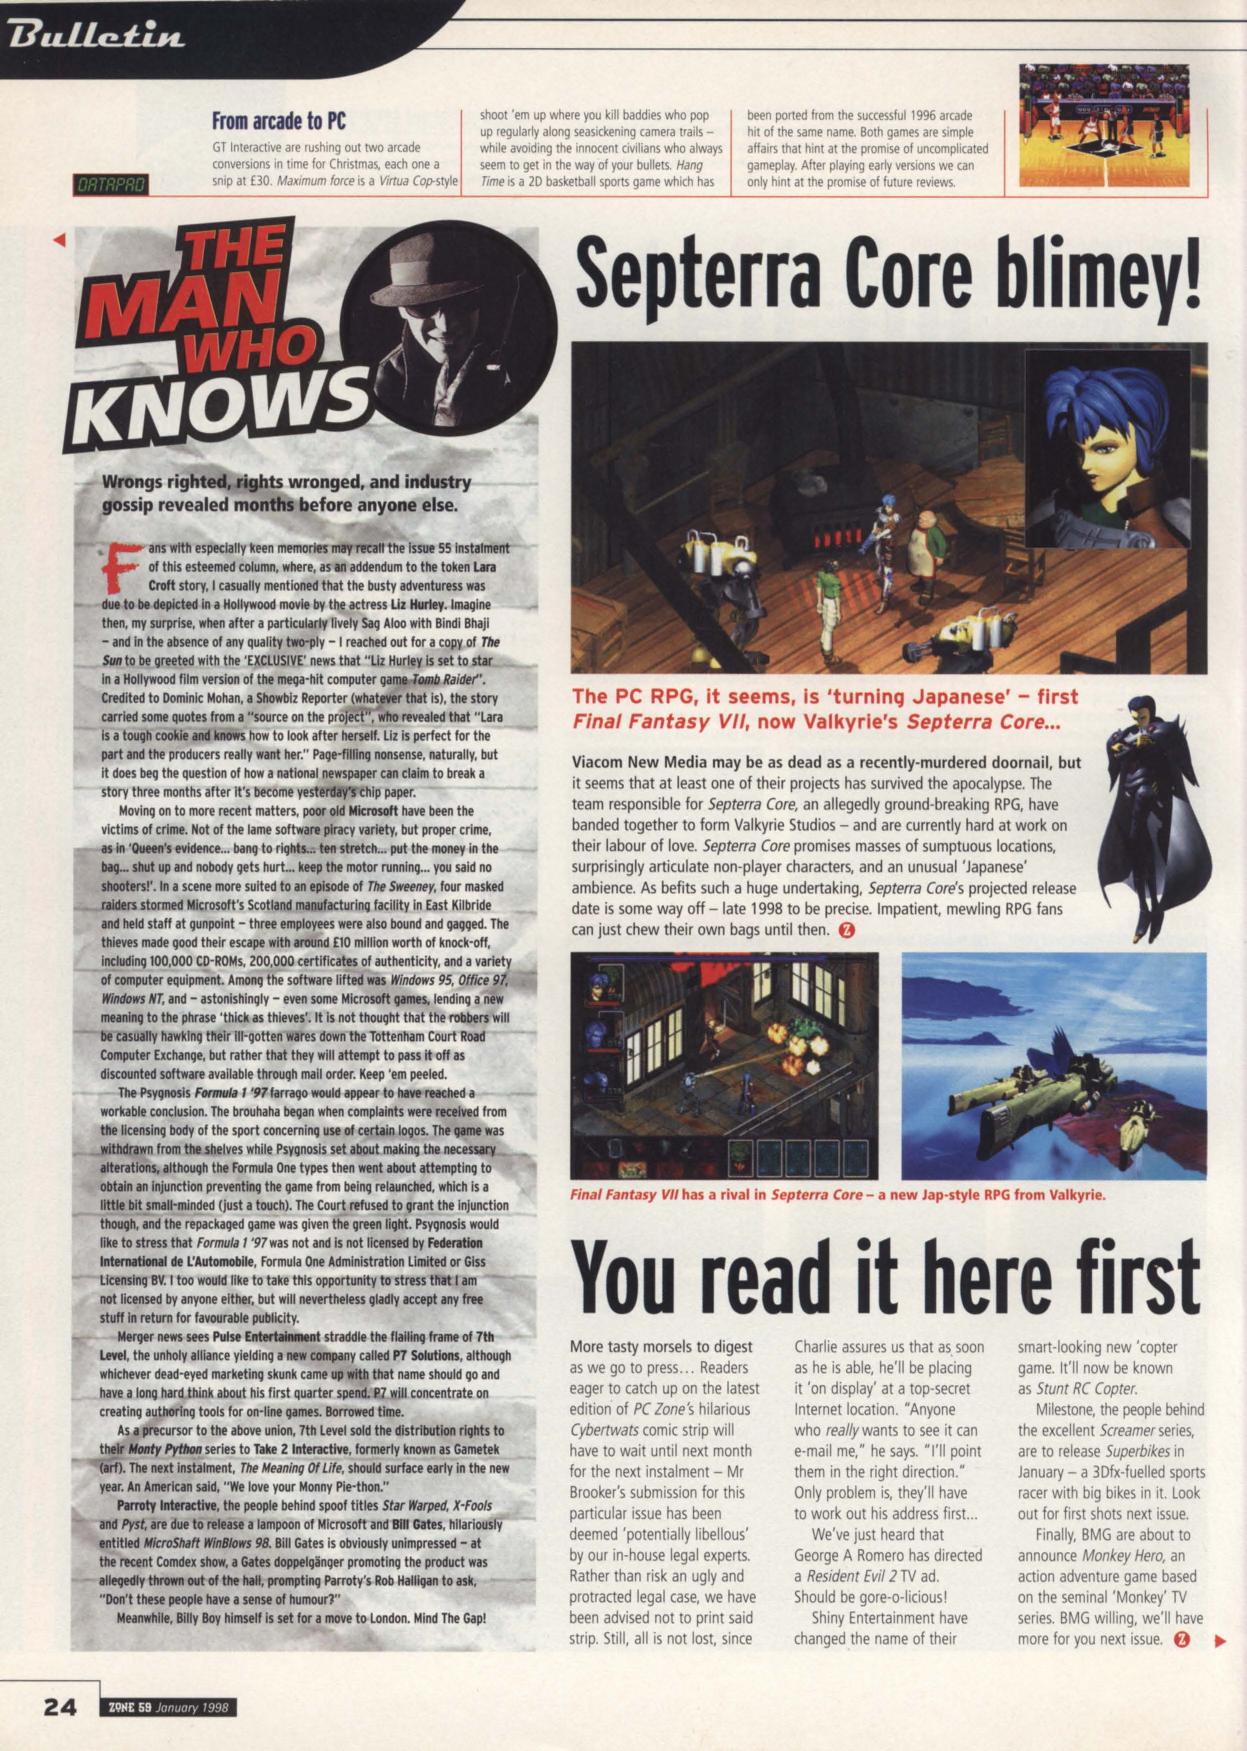 Bulletin
DATAPAD
From arcade to PC
GT Interactive are rushing out two arcade
conversions in time for Christmas, each one a
snip at £30. Maximum force is a Virtua Cop-style
shoot 'em up where you kill baddies who pop
up regularly along seasickening camera trails –
while avoiding the innocent civilians who always
seem to get in the way of your bullets. Hang
Time is a 2D basketball sports game which has
been ported from the successful 1996 arcade
hit of the same name. Both games are simple
affairs that hint at the promise of uncomplicated
gameplay. After playing early versions we can
only hint at the promise of future reviews.
THE
MAN
WHO
KNOWS
Wrongs righted, rights wronged, and industry
gossip revealed months before anyone else.
Fans with especially keen memories may recall the issue 55 instalment
of this esteemed column, where, as an addendum to the token Lara
Croft story, I casually mentioned that the busty adventuress was
due to be depicted in a Hollywood movie by the actress Liz Hurley. Imagine
then, my surprise, when after a particularly lively Sag Aloo with Bindi Bhaji
– and in the absence of any quality two-ply – I reached out for a copy of The
Sun to be greeted with the 'EXCLUSIVE' news that "Liz Hurley is set to star
in a Hollywood film version of the mega-hit computer game Tomb Raider".
Credited to Dominic Mohan, a Showbiz Reporter (whatever that is), the story
carried some quotes from a "source on the project", who revealed that "Lara
is a tough cookie and knows how to look after herself. Liz is perfect for the
part and the producers really want her." Page-filling nonsense, naturally, but
it does beg the question of how a national newspaper can claim to break a
story three months after it's become yesterday's chip paper.
Moving on to more recent matters, poor old Microsoft have been the
victims of crime. Not of the lame software piracy variety, but proper crime,
as in 'Queen's evidence... bang to rights... ten stretch... put the money in the
bag... shut up and nobody gets hurt... keep the motor running... you said no
shooters!'. In a scene more suited to an episode of The Sweeney, four masked
raiders stormed Microsoft's Scotland manufacturing facility in East Kilbride
and held staff at gunpoint – three employees were also bound and gagged. The
thieves made good their escape with around £10 million worth of knock-off,
including 100,000 CD-ROMs, 200,000 certificates of authenticity, and a variety
of computer equipment. Among the software lifted was Windows 95, Office 97,
Windows NT, and – astonishingly – even some Microsoft games, lending a new
meaning to the phrase 'thick as thieves'. It is not thought that the robbers will
be casually hawking their ill-gotten wares down the Tottenham Court Road
Computer Exchange, but rather that they will attempt to pass it off as
discounted software available through mail order. Keep 'em peeled.
The Psygnosis Formula 1 '97 farrago would appear to have reached a
workable conclusion. The brouhaha began when complaints were received from
the licensing body of the sport concerning use of certain logos. The game was
withdrawn from the shelves while Psygnosis set about making the necessary
alterations, although the Formula One types then went about attempting to
obtain an injunction preventing the game from being relaunched, which is a
little bit small-minded (just a touch). The Court refused to grant the injunction
though, and the repackaged game was given the green light. Psygnosis would
like to stress that Formula 1 '97 was not and is not licensed by Federation
International de L'Automobile, Formula One Administration Limited or Giss
Licensing BV. I too would like to take this opportunity to stress that I am
not licensed by anyone either, but will nevertheless gladly accept any free
stuff in return for favourable publicity.
Merger news sees Pulse Entertainment straddle the flailing frame of 7th
Level, the unholy alliance yielding a new company called P7 Solutions, although
whichever dead-eyed marketing skunk came up with that name should go and
have a long hard think about his first quarter spend. P7 will concentrate on
creating authoring tools for on-line games. Borrowed time.
As a precursor to the above union, 7th Level sold the distribution rights to
their Monty Python series to Take 2 Interactive, formerly known as Gametek
(arf). The next instalment, The Meaning Of Life, should surface early in the new
year. An American said, "We love your Monny Pie-thon."
Parroty Interactive, the people behind spoof titles Star Warped, X-Fools
and Pyst, are due to release a lampoon of Microsoft and Bill Gates, hilariously
entitled MicroShaft WinBlows 98. Bill Gates is obviously unimpressed – at
the recent Comdex show, a Gates doppelgänger promoting the product was
allegedly thrown out of the hall, prompting Parroty's Rob Halligan to ask,
"Don't these people have a sense of humour?"
Meanwhile, Billy Boy himself is set for a move to London. Mind The Gap!
Septerra Core blimey!
The PC RPG, it seems, is 'turning Japanese' – first
Final Fantasy VII, now Valkyrie's Septerra Core...
Viacom New Media may be as dead as a recently-murdered doornail, but
it seems that at least one of their projects has survived the apocalypse. The
team responsible for Septerra Core, an allegedly ground-breaking RPG, have
banded together to form Valkyrie Studios – and are currently hard at work on
their labour of love. Septerra Core promises masses of sumptuous locations,
surprisingly articulate non-player characters, and an unusual 'Japanese'
ambience. As befits such a huge undertaking, Septerra Core's projected release
date is some way off – late 1998 to be precise. Impatient, mewling RPG fans
can just chew their own bags until then. Z
Final Fantasy VII has a rival in Septerra Core – a new Jap-style RPG from Valkyrie.
You read it here first
More tasty morsels to digest
as we go to press... Readers
eager to catch up on the latest
edition of PC Zone's hilarious
Cybertwats comic strip will
have to wait until next month
for the next instalment – Mr
Brooker's submission for this
particular issue has been
deemed 'potentially libellous'
by our in-house legal experts.
Rather than risk an ugly and
protracted legal case, we have
been advised not to print said
strip. Still, all is not lost, since
Charlie assures us that as soon
as he is able, he'll be placing
it 'on display' at a top-secret
Internet location. "Anyone
who really wants to see it can
e-mail me," he says. "I'll point
them in the right direction."
Only problem is, they'll have
to work out his address first...
We've just heard that
George A Romero has directed
a Resident Evil 2 TV ad.
Should be gore-o-licious!
Shiny Entertainment have
changed the name of their
smart-looking new 'copter
game. It'll now be known
as Stunt RC Copter.
Milestone, the people behind
the excellent Screamer series,
are to release Superbikes in
January – a 3Dfx-fuelled sports
racer with big bikes in it. Look
out for first shots next issue.
Finally, BMG are about to
announce Monkey Hero, an
action adventure game based
on the seminal 'Monkey' TV
series. BMG willing, we'll have
more for you next issue. Z
24
ZONE 59 January 1998